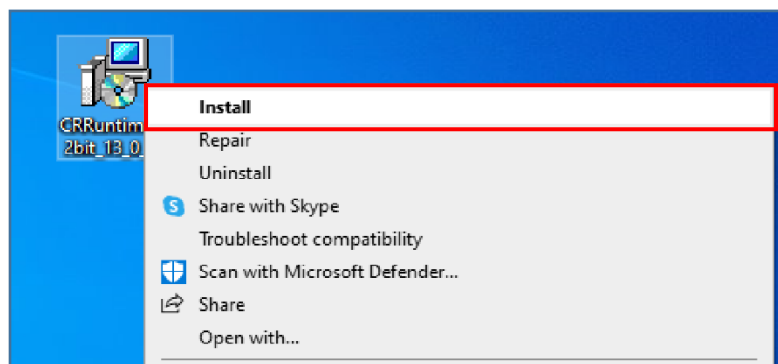 CRRuntim
2bit_13_0_
Install
Repair
Uninstall
Share with Skype
Troubleshoot compatibility
Scan with Microsoft Defender...
Share
Open with...